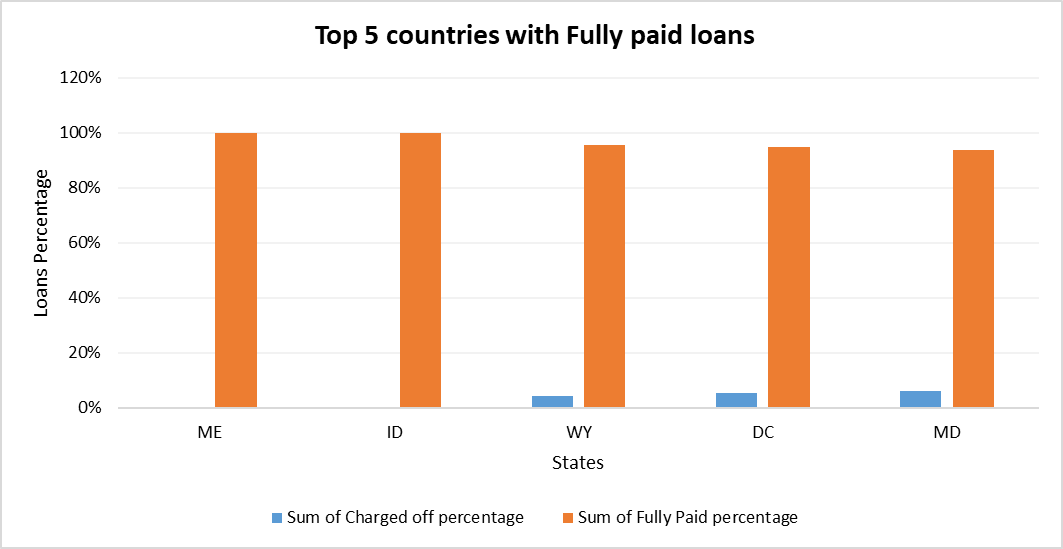 Top 5 countries with Fully paid loans
Loans Percentage
120%
100%
80%
60%
40%
20%
0%
ME ID WY DC MD
States
Sum of Charged off percentage Sum of Fully Paid percentage